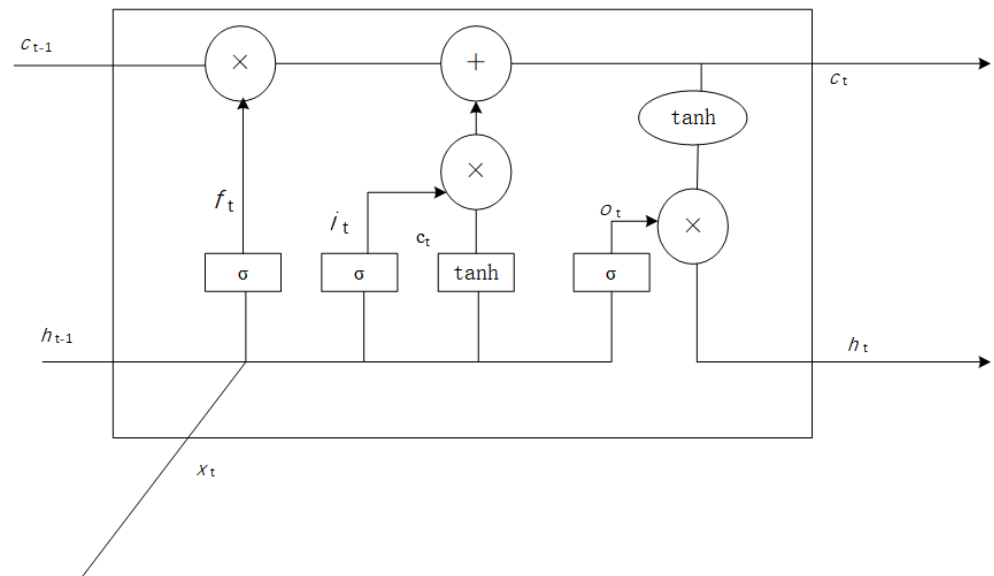 c t-1
×
+
c t
tanh
×
f t
i t
c t
o t
×
σ
σ
tanh
σ
h t-1
h t
x t